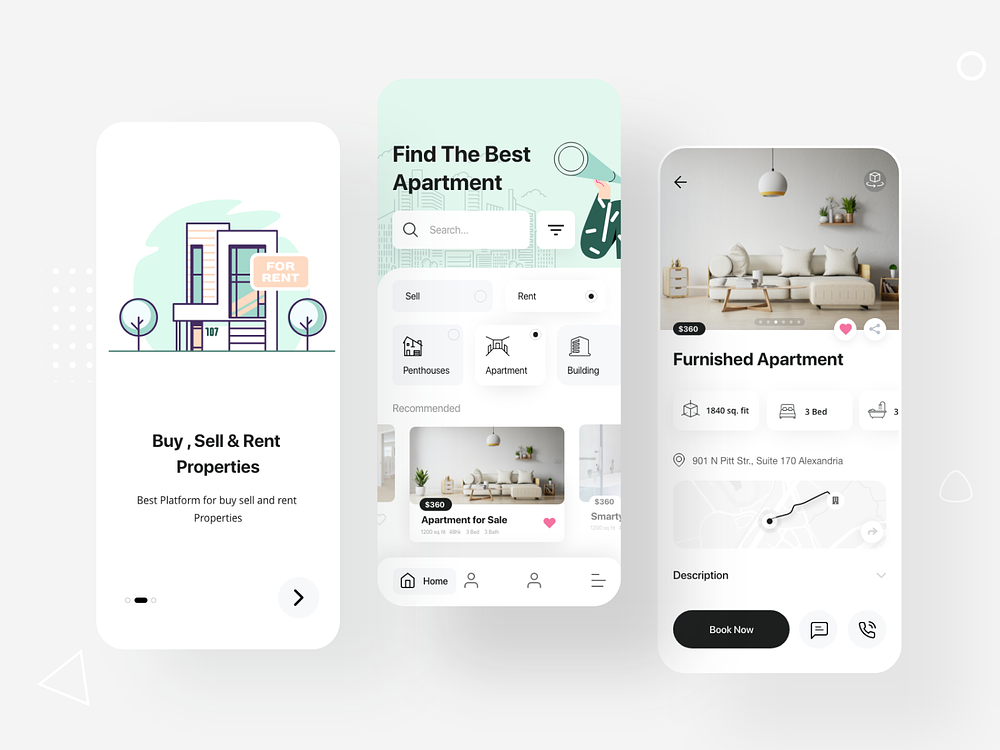 FOR
RENT
107
Buy , Sell & Rent
Properties
Best Platform for buy sell and rent
Properties
Find The Best
Apartment
Search...
Sell
Rent
Penthouses
Apartment
Building
Recommended
$360
Apartment for Sale
1200 sq ft
3 Bed
3 Bath
$360
Smarty
1200 sq ft
Home
$360
Furnished Apartment
1840 sq. fit
3 Bed
3
901 N Pitt Str., Suite 170 Alexandria
Description
Book Now